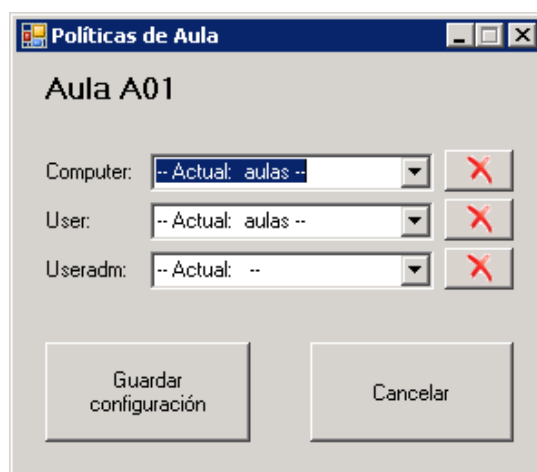 Políticas de Aula
Aula A01
Computer: -- Actual:  aulas --
User: -- Actual:  aulas --
Useradm: -- Actual:   --
Guardar
configuración
Cancelar